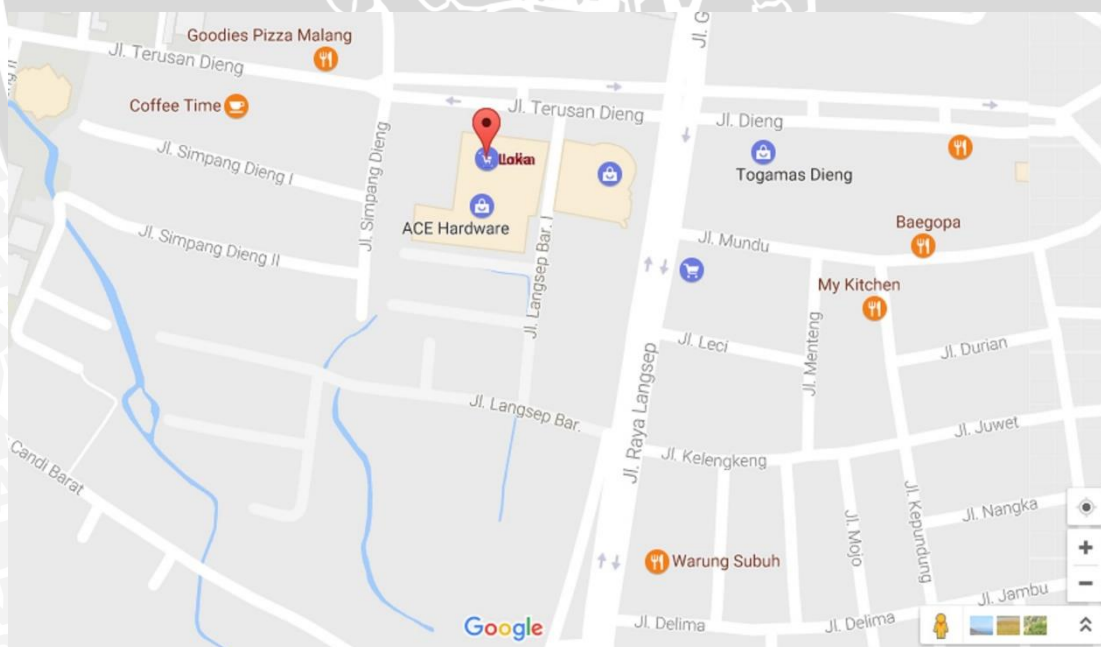 Jl. G
Goodies Pizza Malang
Jl. Terusan Dieng
Coffee Time
Jl. Terusan Dieng
Jl. Dieng
Jl. Simpang Dieng I
Togamas Dieng
Jl. Simpang Dieng
ACE Hardware
Jl. Simpang Dieng II
Jl. Langsep Bar. I
Jl. Mundu
Baegopa
My Kitchen
Jl. Leci
Jl. Menteng
Jl. Durian
Jl. Langsep Bar.
Jl. Raya Langsep
Jl. Juwet
Candi Barat
Jl. Kelengkeng
Jl. Nangka
Jl. Mojo
Jl. Kepundung
Warung Subuh
Jl. Jambu
Google
Jl. Delima
Jl. Delima